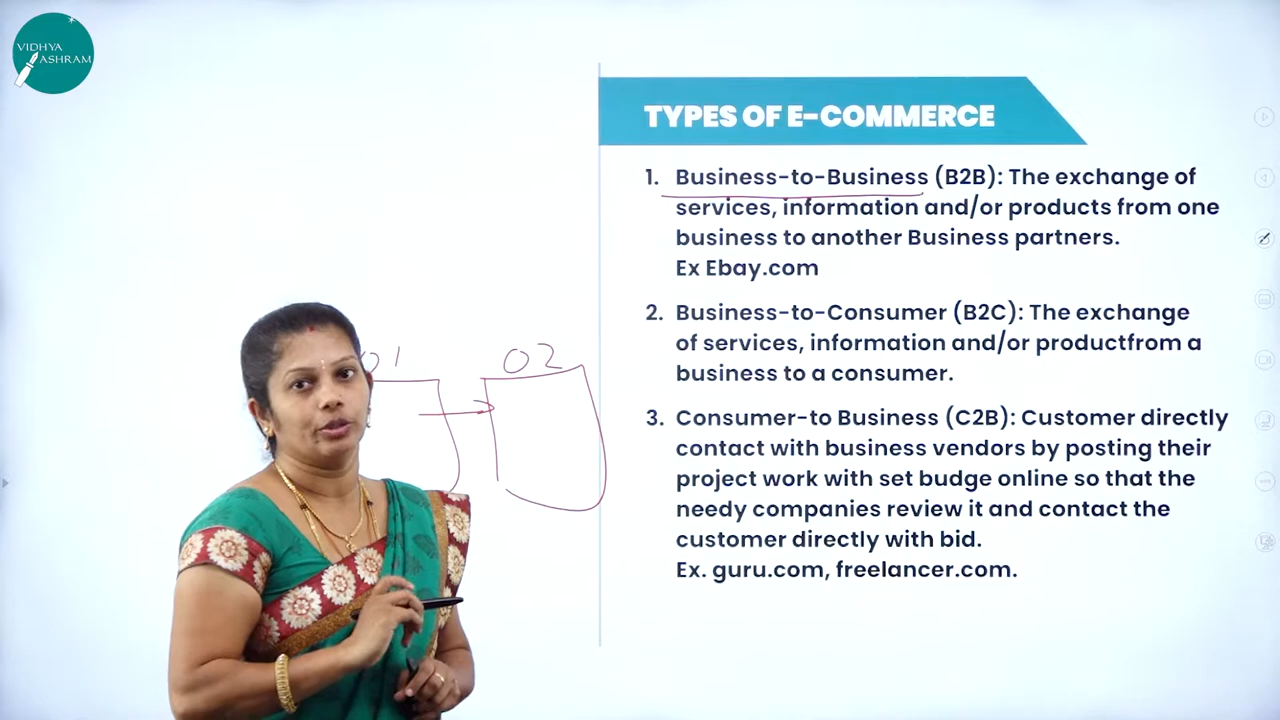 VIDHYA
ASHRAM
TYPES OF E-COMMERCE
1. Business-to-Business (B2B): The exchange of
services, information and/or products from one
business to another Business partners.
Ex Ebay.com
2. Business-to-Consumer (B2C): The exchange
of services, information and/or productfrom a
business to a consumer.
3. Consumer-to Business (C2B): Customer directly
contact with business vendors by posting their
project work with set budge online so that the
needy companies review it and contact the
customer directly with bid.
Ex. guru.com, freelancer.com.
01
02